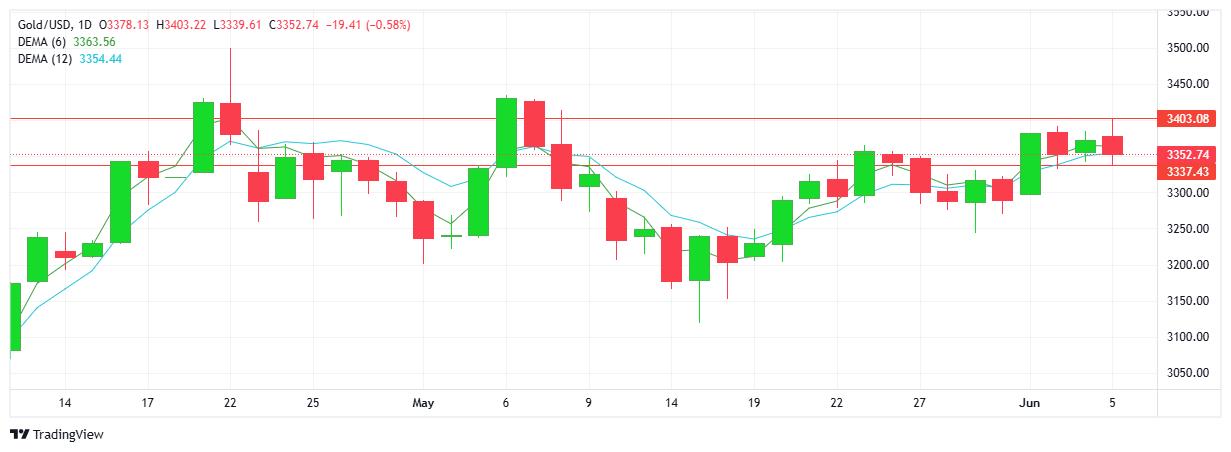 Gold/USD, 1D O3378.13 H3403.22 L3339.61 C3352.74 −19.41 (−0.58%)
DEMA (6) 3363.56
DEMA (12) 3354.44
3550.00
3500.00
3450.00
3403.08
3352.74
3337.43
3300.00
3250.00
3200.00
3150.00
3100.00
3050.00
14 17 22 25 May 6 9 14 19 22 27 Jun 5
TradingView